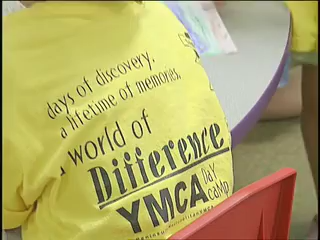 days of discovery.
a lifetime of memories.
a world of
Difference
YMCA Day
Camp